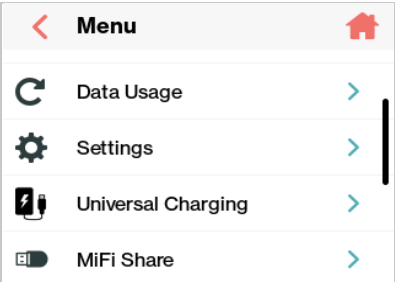 Menu
Data Usage
Settings
Universal Charging
MiFi Share